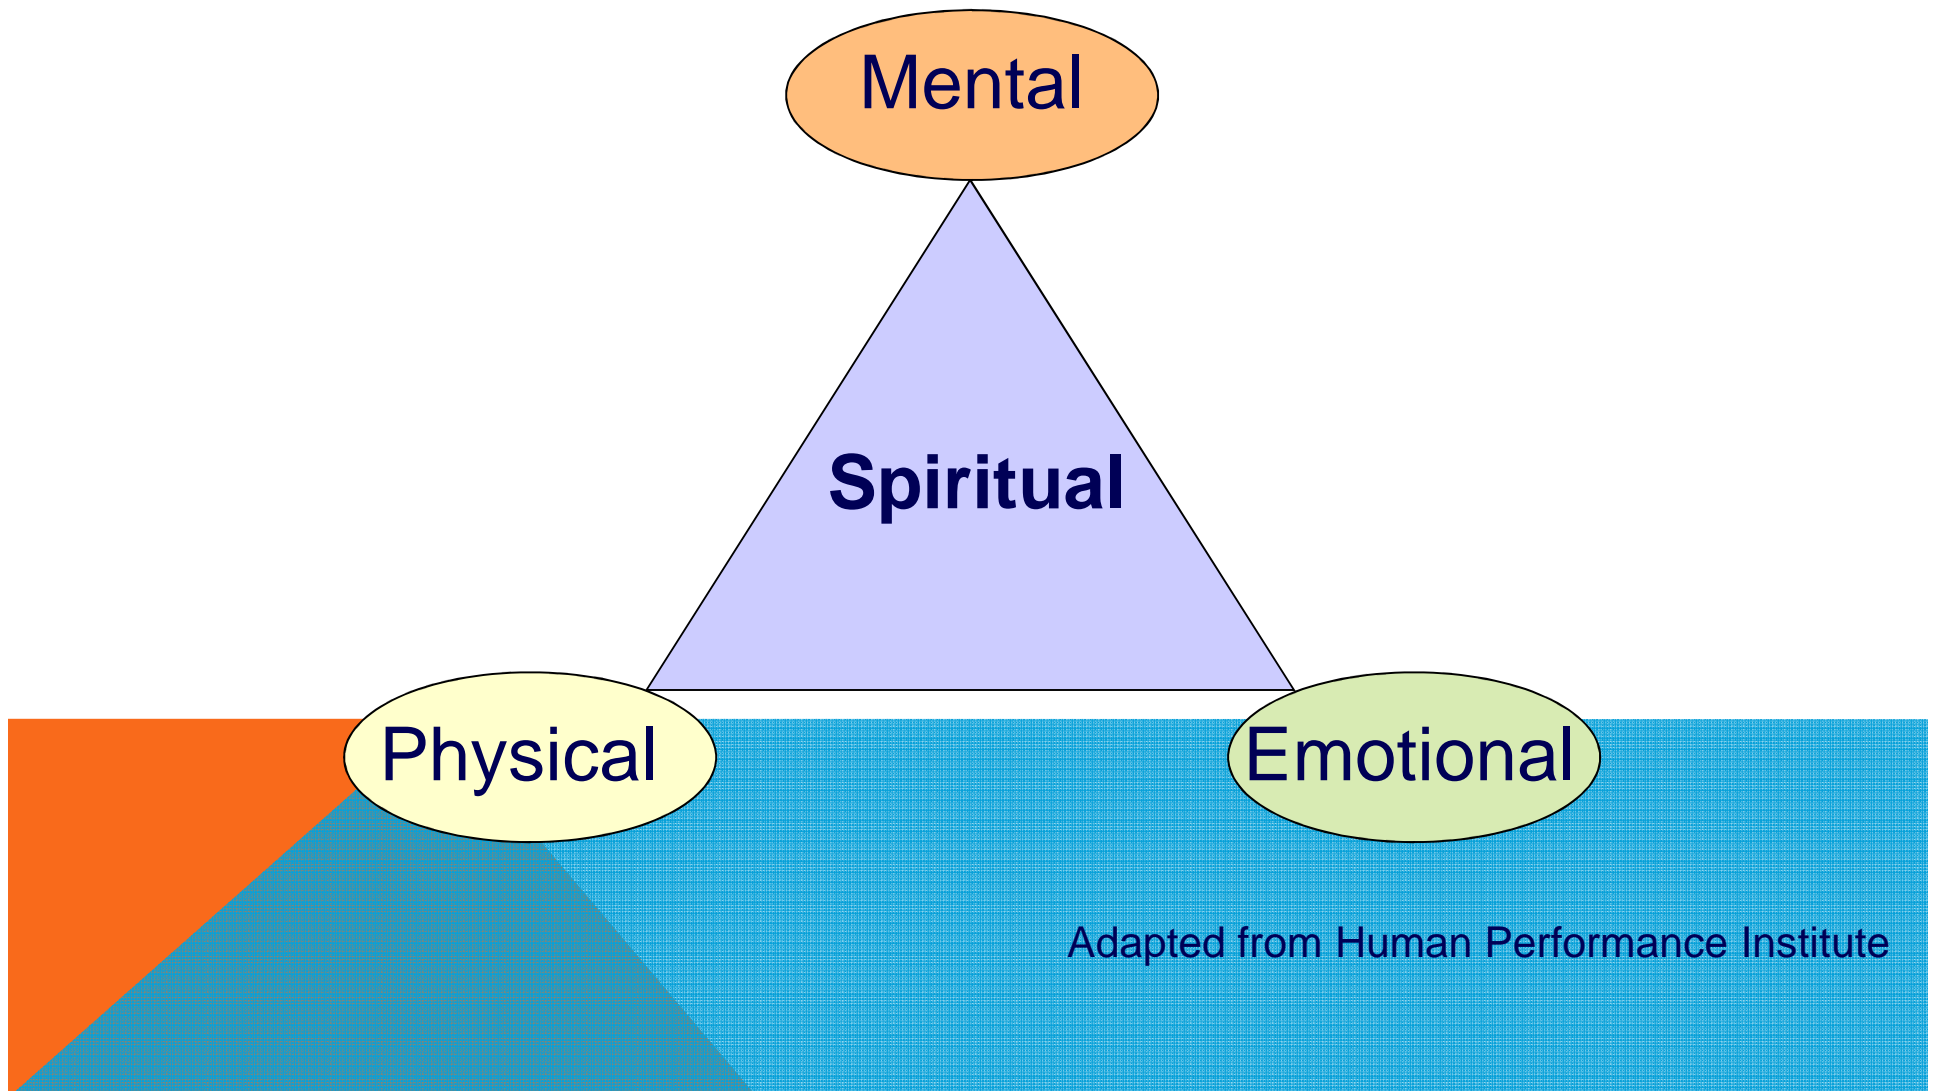 Mental
Spiritual
Physical
Emotional
Adapted from Human Performance Institute